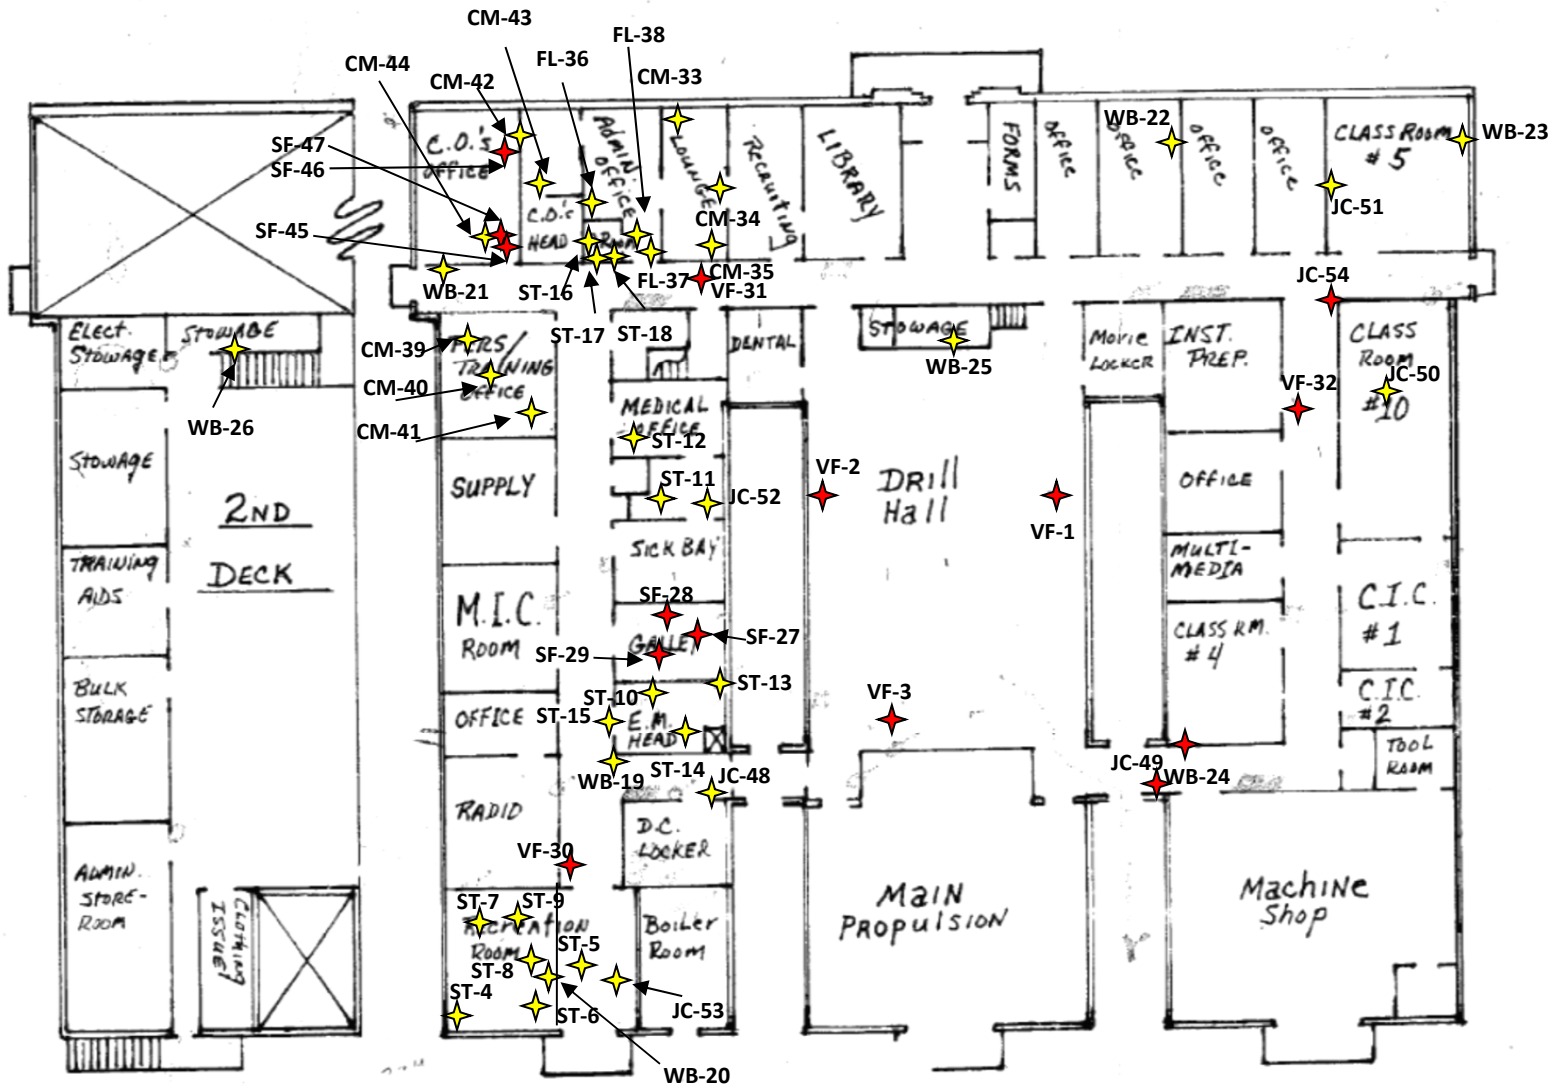 CM-43
FL-38
FL-36
CM-33
CM-44
CM-42
SF-47
SF-46
SF-45
WB-22
WB-23
C.O.'s
OFFICE
C.O.'s
HEAD
ADMIN.
OFFICE
ROOM
LOUNGE
RECRUITING
LIBRARY
FORMS
OFFICE
OFFICE
OFFICE
OFFICE
CLASS ROOM
# 5
JC-51
CM-34
CM-35
VF-31
FL-37
WB-21
ST-16
ST-17
ST-18
JC-54
ELECT.
STOWAGE
STOWAGE
WB-26
CM-39
CM-40
CM-41
PERS/
TRAINING
OFFICE
DENTAL
STOWAGE
WB-25
MOVIE
LOCKER
INST.
PREP.
CLASS
ROOM
#10
JC-50
VF-32
MEDICAL
OFFICE
ST-12
ST-11
JC-52
STOWAGE
2ND
DECK
SUPPLY
VF-2
DRILL
Hall
VF-1
OFFICE
SICK BAY
TRAINING
AIDS
MULTI-
MEDIA
M.I.C.
ROOM
SF-28
SF-27
GALLEY
SF-29
CLASS RM.
# 4
C.I.C.
#1
BULK
STORAGE
OFFICE
ST-10
ST-13
ST-15
E.M.
HEAD
VF-3
C.I.C.
#2
WB-19
ST-14
JC-48
JC-49
WB-24
TOOL
ROOM
RADIO
D.C.
LOCKER
VF-30
ADMIN.
STORE-
ROOM
CLOTHING
ISSUE
ST-7
ST-9
RECREATION
ROOM
ST-8
ST-5
ST-4
ST-6
JC-53
WB-20
Boiler
Room
MAIN
PROPULSION
MACHINE
Shop